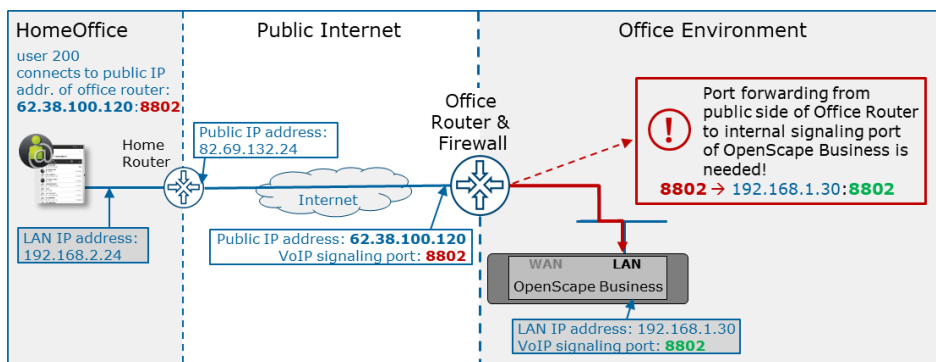 HomeOffice
user 200
connects to public IP
addr. of office router:
62.38.100.120:8802
Home
Router
LAN IP address:
192.168.2.24
Public Internet
Public IP address:
82.69.132.24
Internet
Public IP address: 62.38.100.120
VoIP signaling port: 8802
Office
Router &
Firewall
Office Environment
!
Port forwarding from
public side of Office Router
to internal signaling port
of OpenScape Business is
needed!
8802 → 192.168.1.30:8802
WAN LAN
OpenScape Business
LAN IP address: 192.168.1.30
VoIP signaling port: 8802